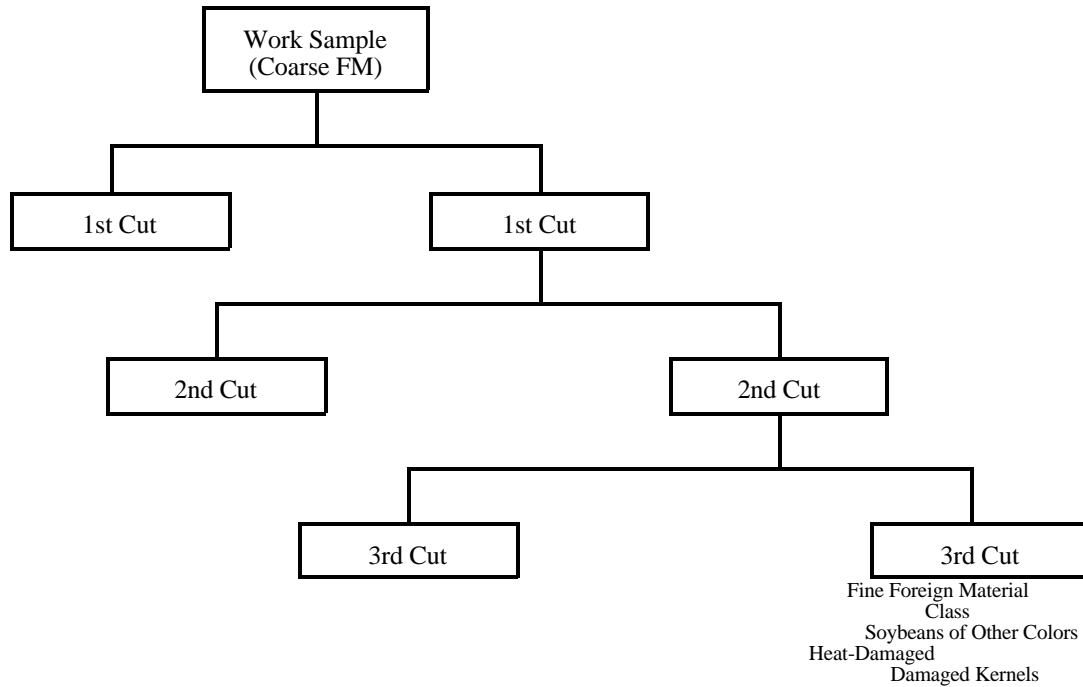 Work Sample
(Coarse FM)
1st Cut
1st Cut
2nd Cut
2nd Cut
3rd Cut
3rd Cut
Fine Foreign Material
Class
Soybeans of Other Colors
Heat-Damaged
Damaged Kernels